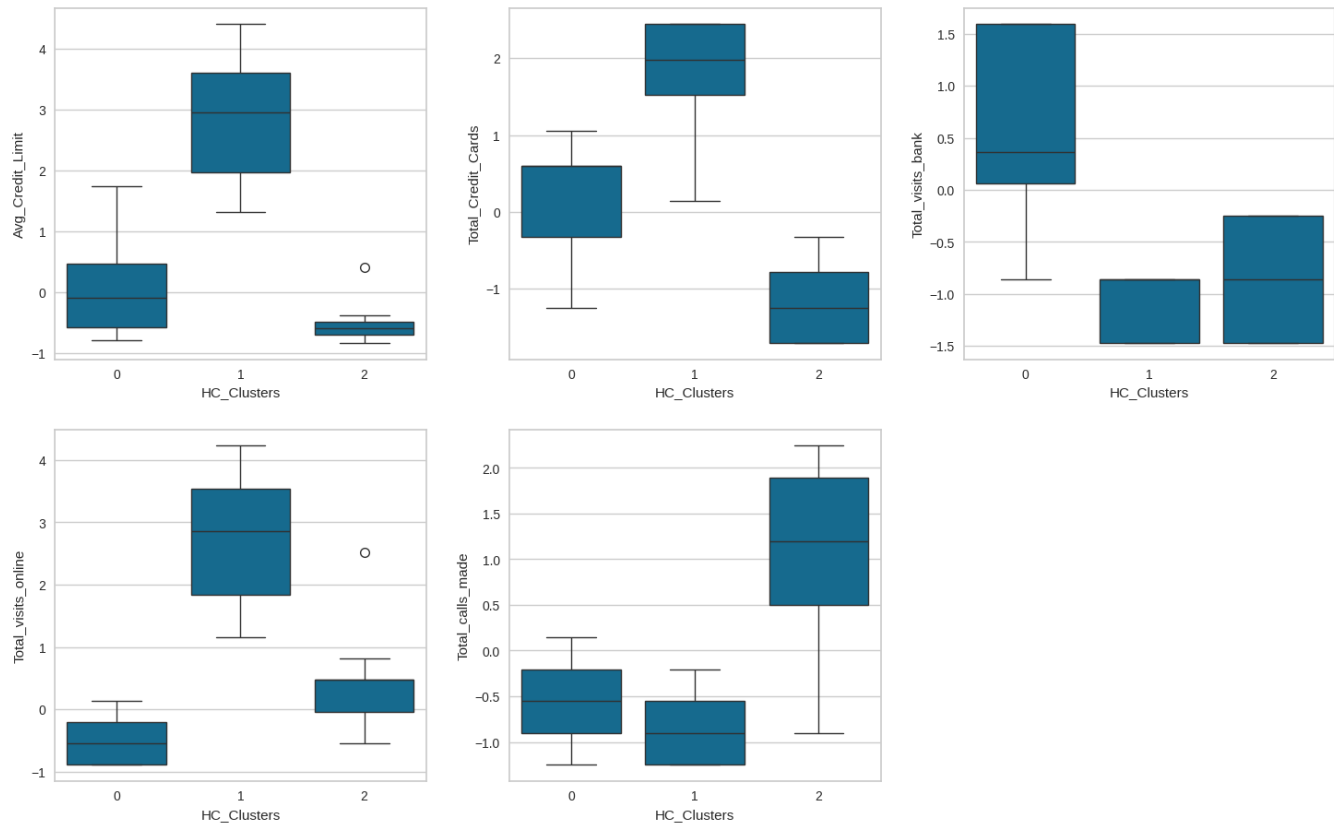 Avg_Credit_Limit
4
3
2
1
0
−1
0 1 2
HC_Clusters
Total_Credit_Cards
2
1
0
−1
0 1 2
HC_Clusters
Total_visits_bank
1.5
1.0
0.5
0.0
−0.5
−1.0
−1.5
0 1 2
HC_Clusters
Total_visits_online
4
3
2
1
0
−1
0 1 2
HC_Clusters
Total_calls_made
2.0
1.5
1.0
0.5
0.0
−0.5
−1.0
0 1 2
HC_Clusters